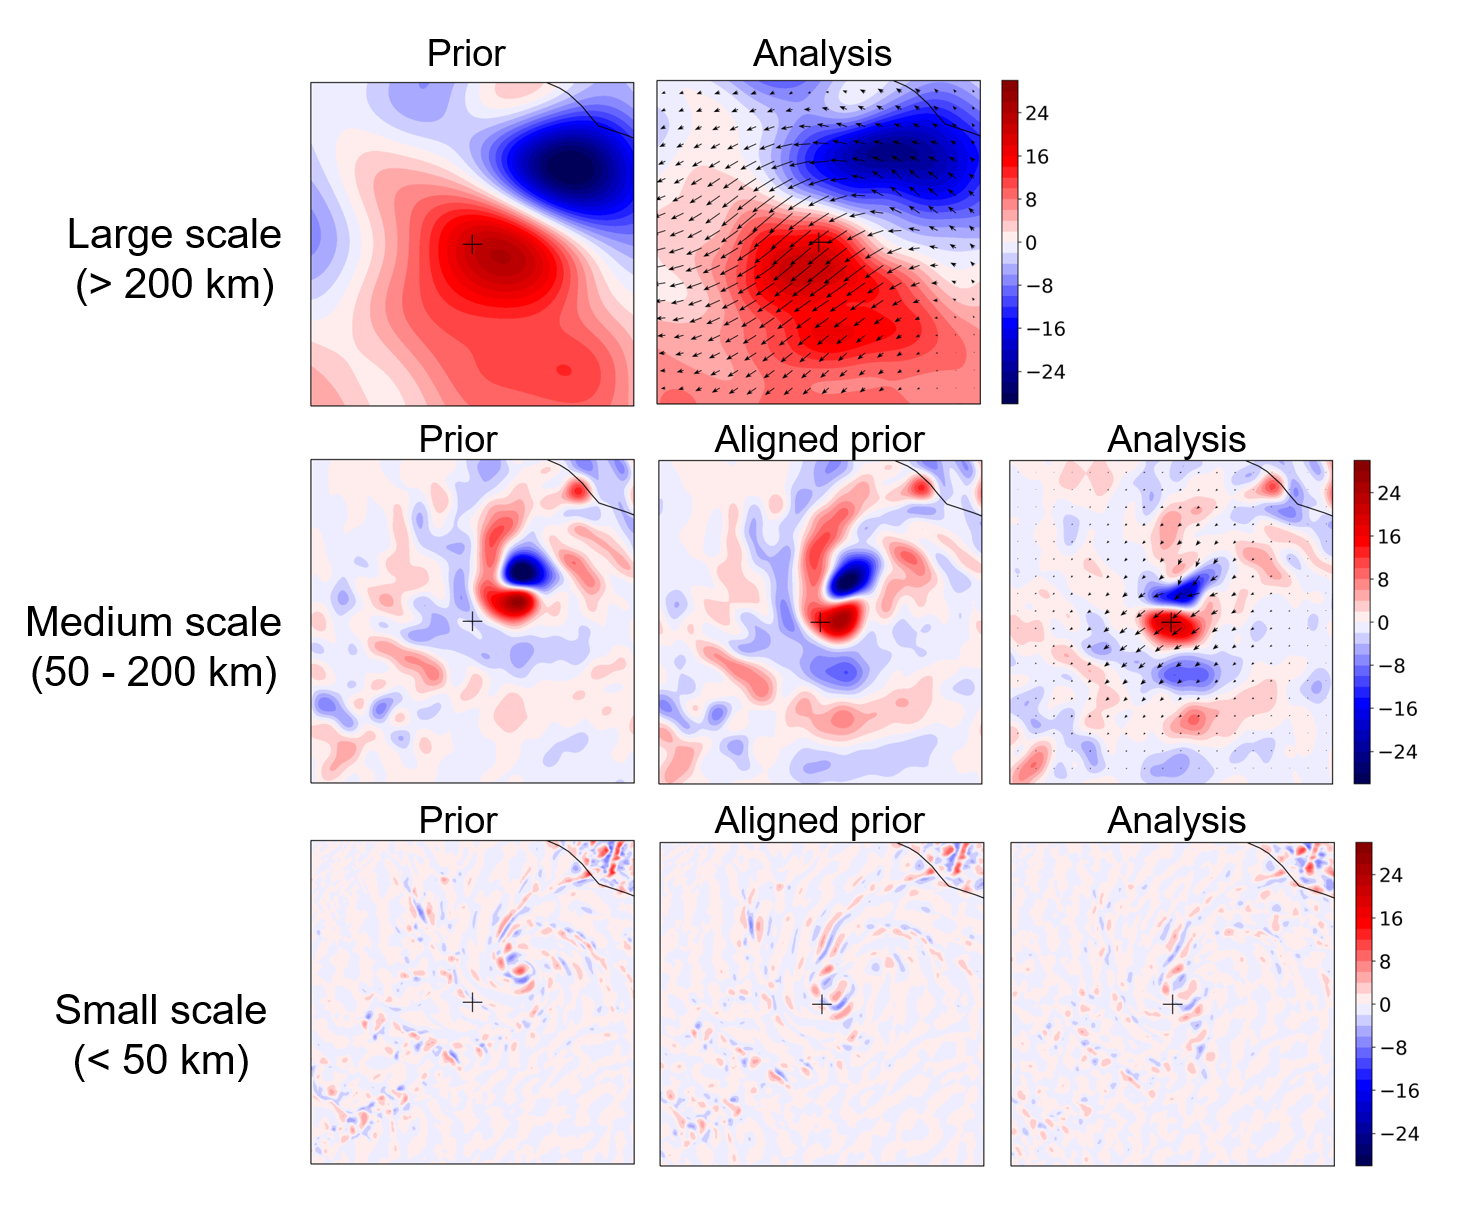 Prior Analysis
Large scale
(> 200 km)
24
16
8
0
−8
−16
−24
Prior Aligned prior Analysis
Medium scale
(50 - 200 km)
24
16
8
0
−8
−16
−24
Prior Aligned prior Analysis
Small scale
(< 50 km)
24
16
8
0
−8
−16
−24